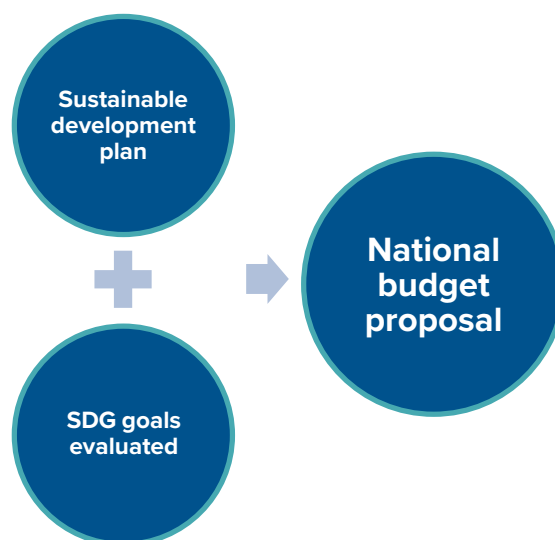 Sustainable
development
plan
SDG goals
evaluated
National
budget
proposal